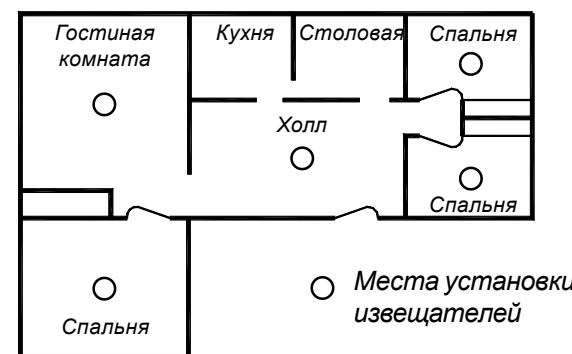 Гостиная
комната
Кухня
Столовая
Спальня
Холл
Спальня
Спальня
Места установки
извещателей